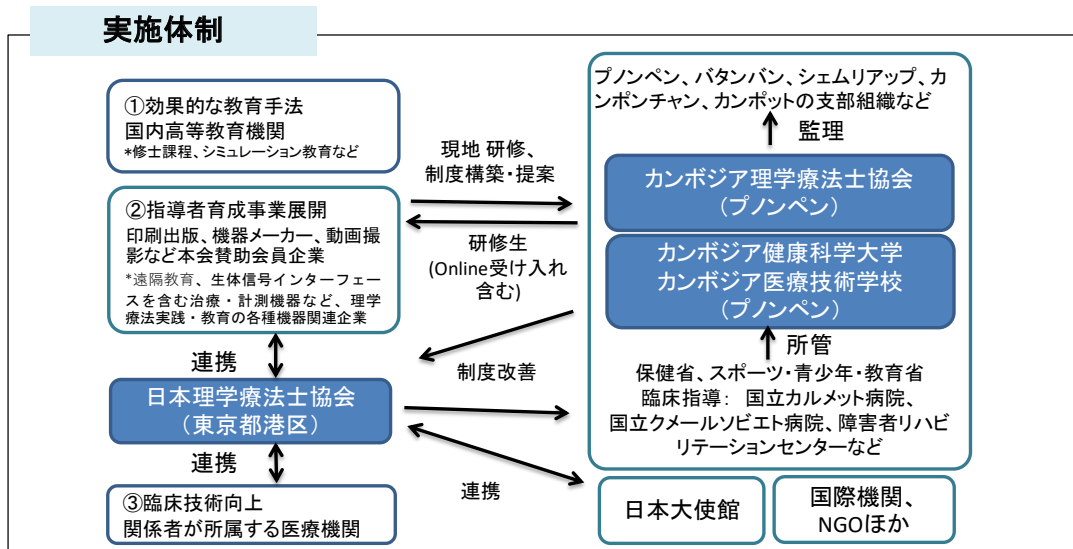 実施体制
①効果的な教育手法
国内高等教育機関
*修士課程、シミュレーション教育など
②指導者育成事業展開
印刷出版、機器メーカー、動画撮
影など本会賛助会員企業
*遠隔教育、生体信号インターフェー
スを含む治療・計測機器など、理学
療法実践・教育の各種機器関連企業
連携
日本理学療法士協会
（東京都港区）
連携
③臨床技術向上
関係者が所属する医療機関
現地 研修、
制度構築・提案
研修生
(Online受け入れ
含む)
制度改善
連携
プノンペン、バタンバン、シェムリアップ、カ
ンポンチャン、カンポットの支部組織など
監理
カンボジア理学療法士協会
（プノンペン）
カンボジア健康科学大学
カンボジア医療技術学校
（プノンペン）
所管
保健省、スポーツ・青少年・教育省
臨床指導： 国立カルメット病院、
国立クメールソビエト病院、障害者リハビ
リテーションセンターなど
日本大使館
国際機関、
NGOほか